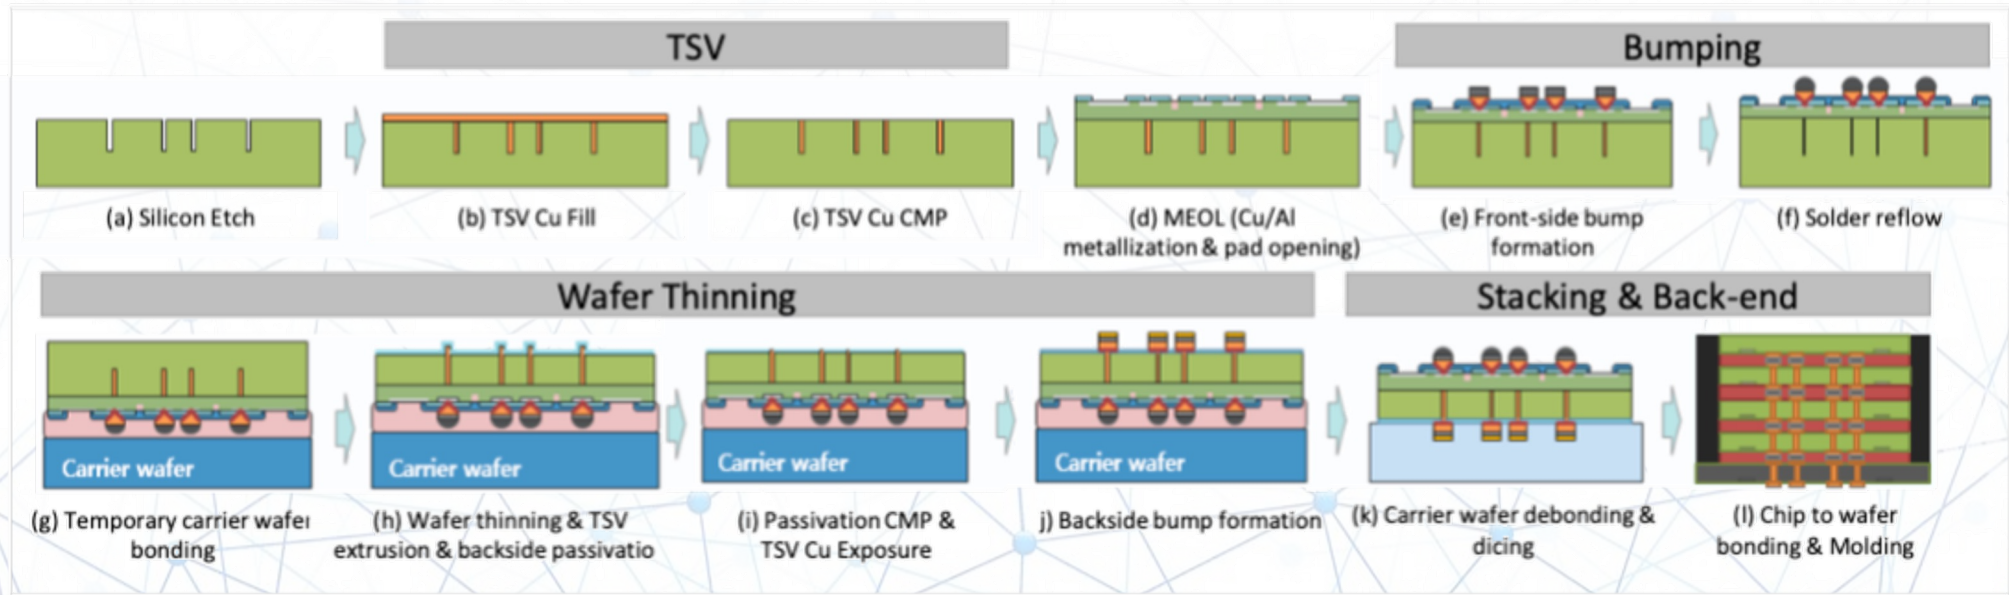 TSV
Bumping
(a) Silicon Etch
(b) TSV Cu Fill
(c) TSV Cu CMP
(d) MEOL (Cu/Al
metallization & pad opening)
(e) Front-side bump
formation
(f) Solder reflow
Wafer Thinning
Stacking & Back-end
Carrier wafer
Carrier wafer
Carrier wafer
Carrier wafer
(g) Temporary carrier wafer
bonding
(h) Wafer thinning & TSV
extrusion & backside passivatio
(i) Passivation CMP &
TSV Cu Exposure
j) Backside bump formation
(k) Carrier wafer debonding &
dicing
(l) Chip to wafer
bonding & Molding